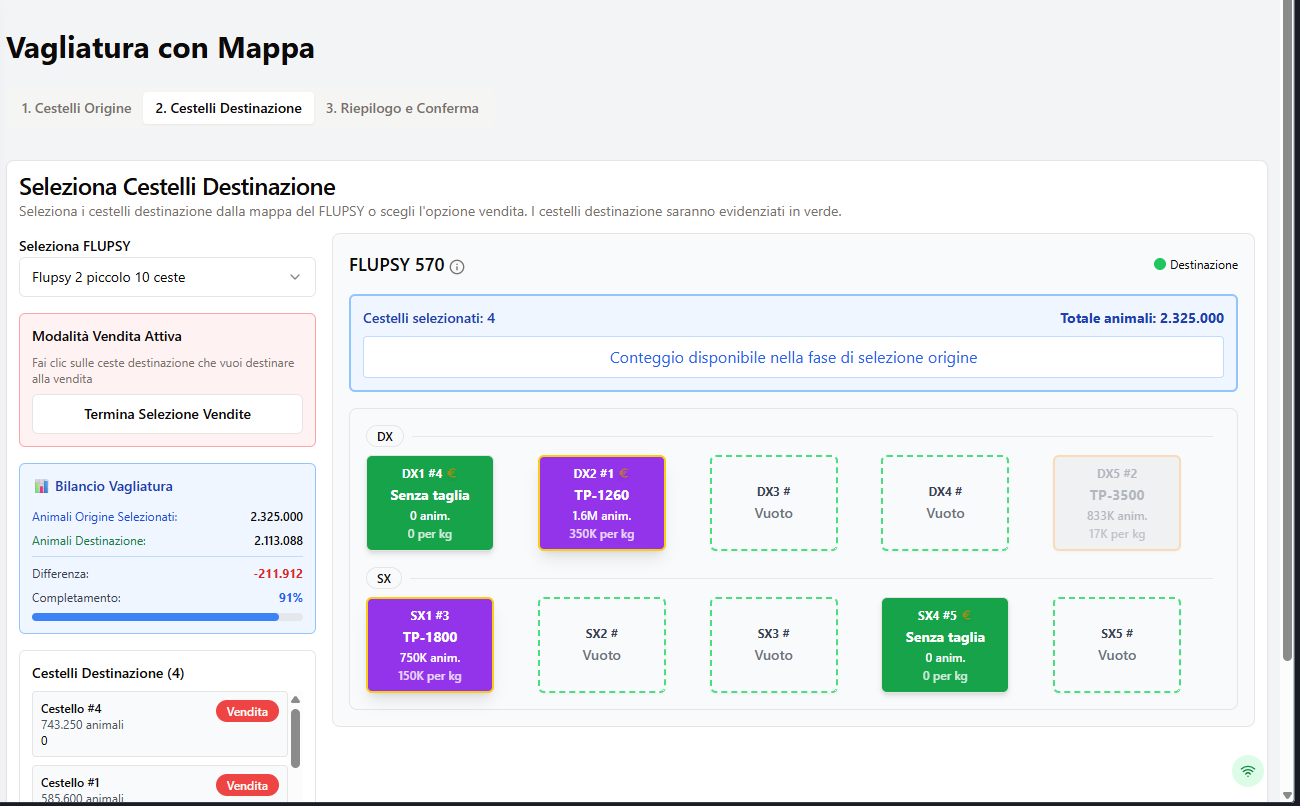 Vagliatura con Mappa
1. Cestelli Origine
2. Cestelli Destinazione
3. Riepilogo e Conferma
Seleziona Cestelli Destinazione
Seleziona i cestelli destinazione dalla mappa del FLUPSY o scegli l'opzione vendita. I cestelli destinazione saranno evidenziati in verde.
Seleziona FLUPSY
Flupsy 2 piccolo 10 ceste
Modalità Vendita Attiva
Fai clic sulle ceste destinazione che vuoi destinare
alla vendita
Termina Selezione Vendite
Bilancio Vagliatura
Animali Origine Selezionati: 2.325.000
Animali Destinazione: 2.113.088
Differenza: -211.912
Completamento: 91%
Cestelli Destinazione (4)
Cestello #4
743.250 animali
0
Vendita
Cestello #1
585.600 animali
Vendita
FLUPSY 570
Destinazione
Cestelli selezionati: 4
Totale animali: 2.325.000
Conteggio disponibile nella fase di selezione origine
DX
DX1 #4 €
Senza taglia
0 anim.
0 per kg
DX2 #1 €
TP-1260
1.6M anim.
350K per kg
DX3 #
Vuoto
DX4 #
Vuoto
DX5 #2
TP-3500
833K anim.
17K per kg
SX
SX1 #3
TP-1800
750K anim.
150K per kg
SX2 #
Vuoto
SX3 #
Vuoto
SX4 #5 €
Senza taglia
0 anim.
0 per kg
SX5 #
Vuoto